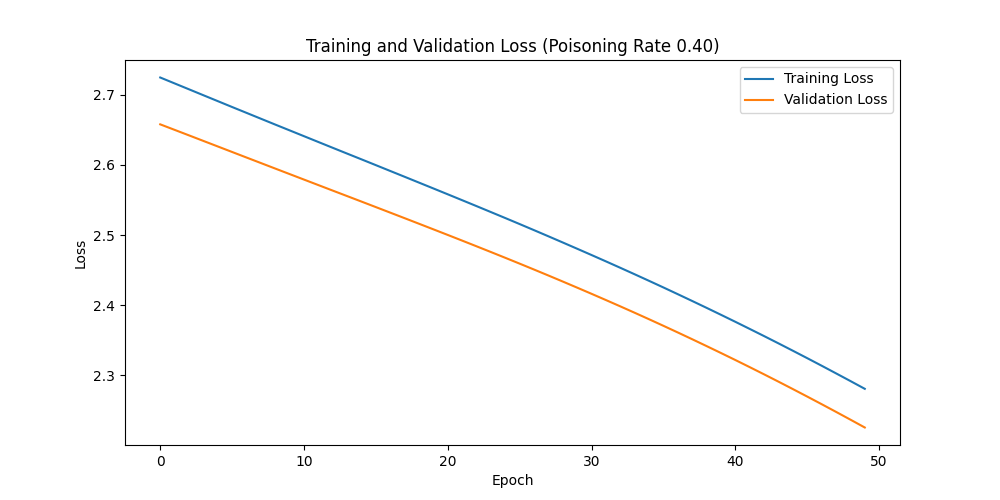 Training and Validation Loss (Poisoning Rate 0.40)
Training Loss
Validation Loss
2.7
2.6
2.5
2.4
2.3
Loss
0 10 20 30 40 50
Epoch